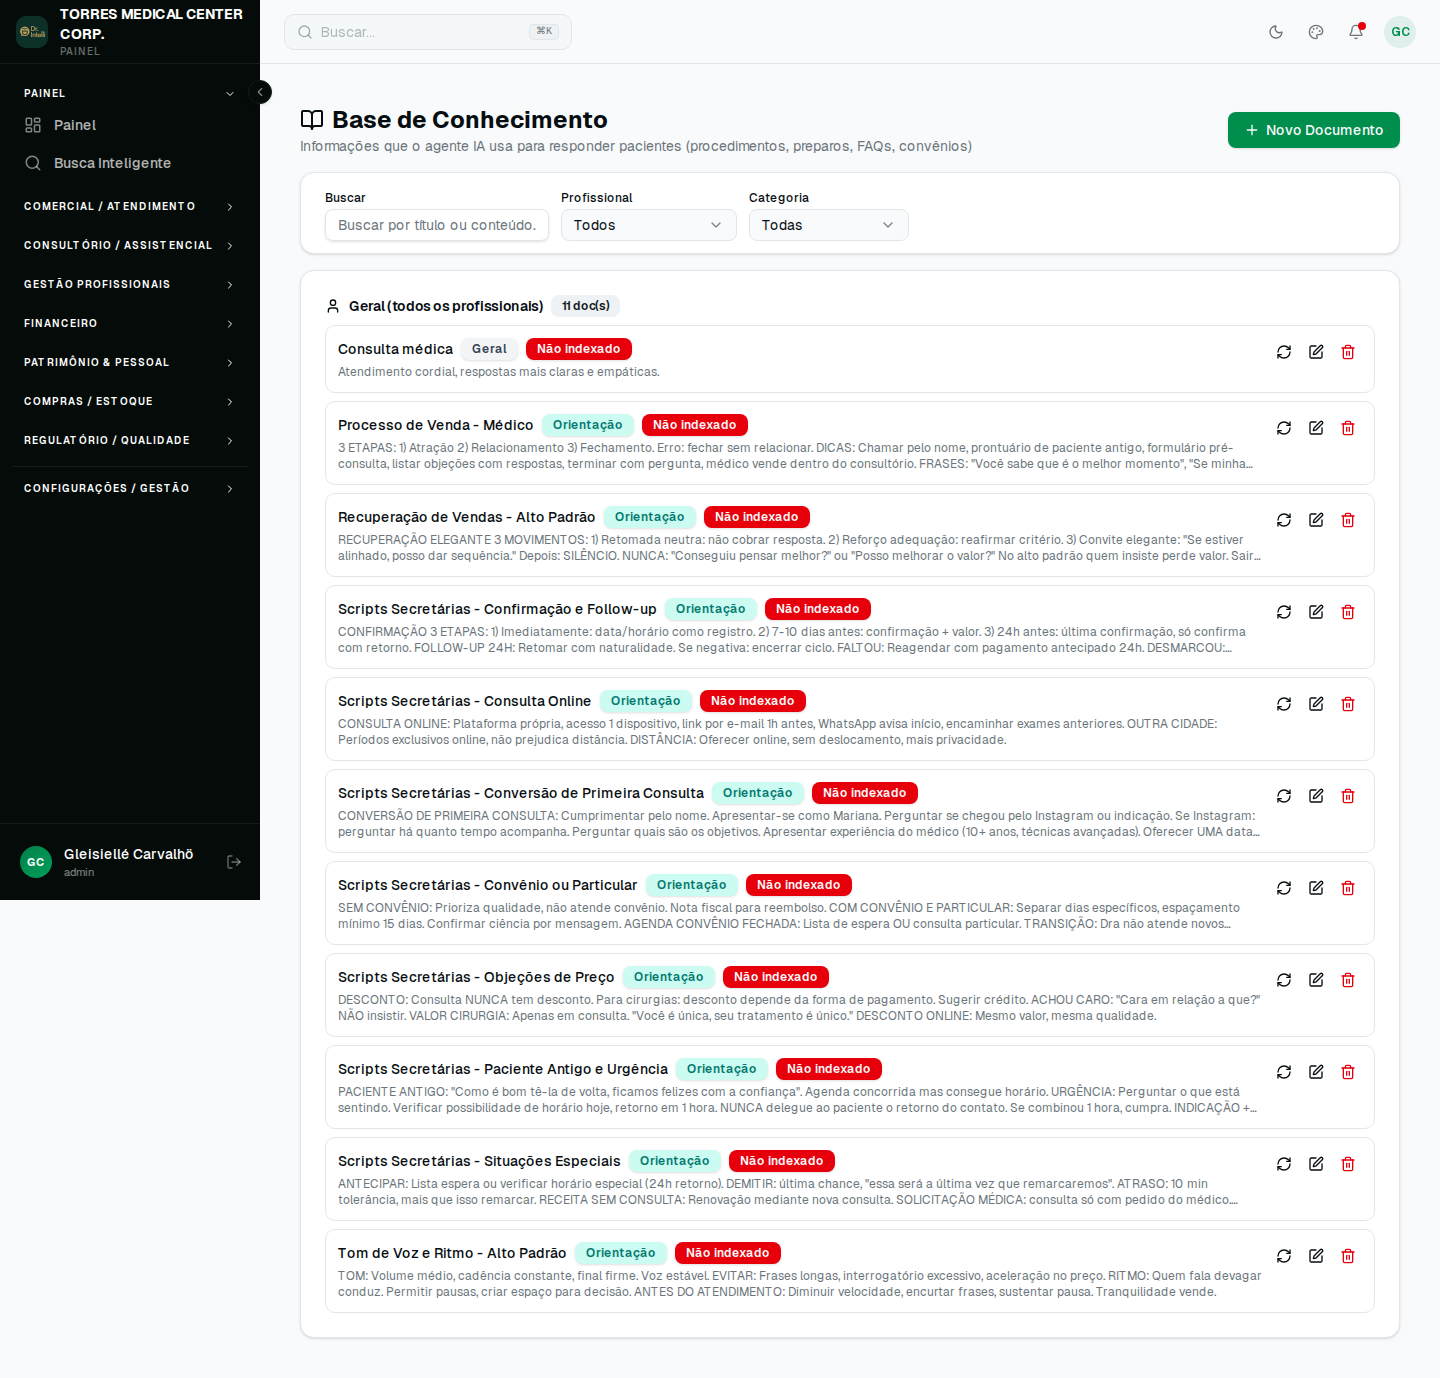 Dr. Intelli
TORRES MEDICAL CENTER CORP.
PAINEL
Buscar...
⌘K
GC
PAINEL
Painel
Busca Inteligente
COMERCIAL / ATENDIMENTO
CONSULTÓRIO / ASSISTENCIAL
GESTÃO PROFISSIONAIS
FINANCEIRO
PATRIMÔNIO & PESSOAL
COMPRAS / ESTOQUE
REGULATÓRIO / QUALIDADE
CONFIGURAÇÕES / GESTÃO
GC
Gleisiellé Carvalhö
admin
Base de Conhecimento
Informações que o agente IA usa para responder pacientes (procedimentos, preparos, FAQs, convênios)
Novo Documento
Buscar
Profissional
Categoria
Buscar por título ou conteúdo.
Todos
Todas
Geral (todos os profissionais) 11 doc(s)
Consulta médica Geral Não indexado
Atendimento cordial, respostas mais claras e empáticas.
Processo de Venda - Médico Orientação Não indexado
3 ETAPAS: 1) Atração 2) Relacionamento 3) Fechamento. Erro: fechar sem relacionar. DICAS: Chamar pelo nome, prontuário de paciente antigo, formulário pré-
consulta, listar objeções com respostas, terminar com pergunta, médico vende dentro do consultório. FRASES: "Você sabe que é o melhor momento", "Se minha...
Recuperação de Vendas - Alto Padrão Orientação Não indexado
RECUPERAÇÃO ELEGANTE 3 MOVIMENTOS: 1) Retomada neutra: não cobrar resposta. 2) Reforço adequação: reafirmar critério. 3) Convite elegante: "Se estiver
alinhado, posso dar sequência." Depois: SILÊNCIO. NUNCA: "Conseguiu pensar melhor?" ou "Posso melhorar o valor?" No alto padrão quem insiste perde valor. Sair...
Scripts Secretárias - Confirmação e Follow-up Orientação Não indexado
CONFIRMAÇÃO 3 ETAPAS: 1) Imediatamente: data/horário como registro. 2) 7-10 dias antes: confirmação + valor. 3) 24h antes: última confirmação, só confirma
com retorno. FOLLOW-UP 24H: Retomar com naturalidade. Se negativa: encerrar ciclo. FALTOU: Reagendar com pagamento antecipado 24h. DESMARCOU:...
Scripts Secretárias - Consulta Online Orientação Não indexado
CONSULTA ONLINE: Plataforma própria, acesso 1 dispositivo, link por e-mail 1h antes, WhatsApp avisa início, encaminhar exames anteriores. OUTRA CIDADE:
Períodos exclusivos online, não prejudica distância. DISTÂNCIA: Oferecer online, sem deslocamento, mais privacidade.
Scripts Secretárias - Conversão de Primeira Consulta Orientação Não indexado
CONVERSÃO DE PRIMEIRA CONSULTA: Cumprimentar pelo nome. Apresentar-se como Mariana. Perguntar se chegou pelo Instagram ou indicação. Se Instagram:
perguntar há quanto tempo acompanha. Perguntar quais são os objetivos. Apresentar experiência do médico (10+ anos, técnicas avançadas). Oferecer UMA data...
Scripts Secretárias - Convênio ou Particular Orientação Não indexado
SEM CONVÊNIO: Prioriza qualidade, não atende convênio. Nota fiscal para reembolso. COM CONVÊNIO E PARTICULAR: Separar dias específicos, espaçamento
mínimo 15 dias. Confirmar ciência por mensagem. AGENDA CONVÊNIO FECHADA: Lista de espera OU consulta particular. TRANSIÇÃO: Dra não atende novos...
Scripts Secretárias - Objeções de Preço Orientação Não indexado
DESCONTO: Consulta NUNCA tem desconto. Para cirurgias: desconto depende da forma de pagamento. Sugerir crédito. ACHOU CARO: "Cara em relação a que?"
NÃO insistir. VALOR CIRURGIA: Apenas em consulta. "Você é única, seu tratamento é único." DESCONTO ONLINE: Mesmo valor, mesma qualidade.
Scripts Secretárias - Paciente Antigo e Urgência Orientação Não indexado
PACIENTE ANTIGO: "Como é bom tê-la de volta, ficamos felizes com a confiança". Agenda concorrida mas consegue horário. URGÊNCIA: Perguntar o que está
sentindo. Verificar possibilidade de horário hoje, retorno em 1 hora. NUNCA delegue ao paciente o retorno do contato. Se combinou 1 hora, cumpra. INDICAÇÃO +...
Scripts Secretárias - Situações Especiais Orientação Não indexado
ANTECIPAR: Lista espera ou verificar horário especial (24h retorno). DEMITIR: última chance, "essa será a última vez que remarcaremos". ATRASO: 10 min
tolerância, mais que isso remarcar. RECEITA SEM CONSULTA: Renovação mediante nova consulta. SOLICITAÇÃO MÉDICA: consulta só com pedido do médico....
Tom de Voz e Ritmo - Alto Padrão Orientação Não indexado
TOM: Volume médio, cadência constante, final firme. Voz estável. EVITAR: Frases longas, interrogatório excessivo, aceleração no preço. RITMO: Quem fala devagar
conduz. Permitir pausas, criar espaço para decisão. ANTES DO ATENDIMENTO: Diminuir velocidade, encurtar frases, sustentar pausa. Tranquilidade vende.